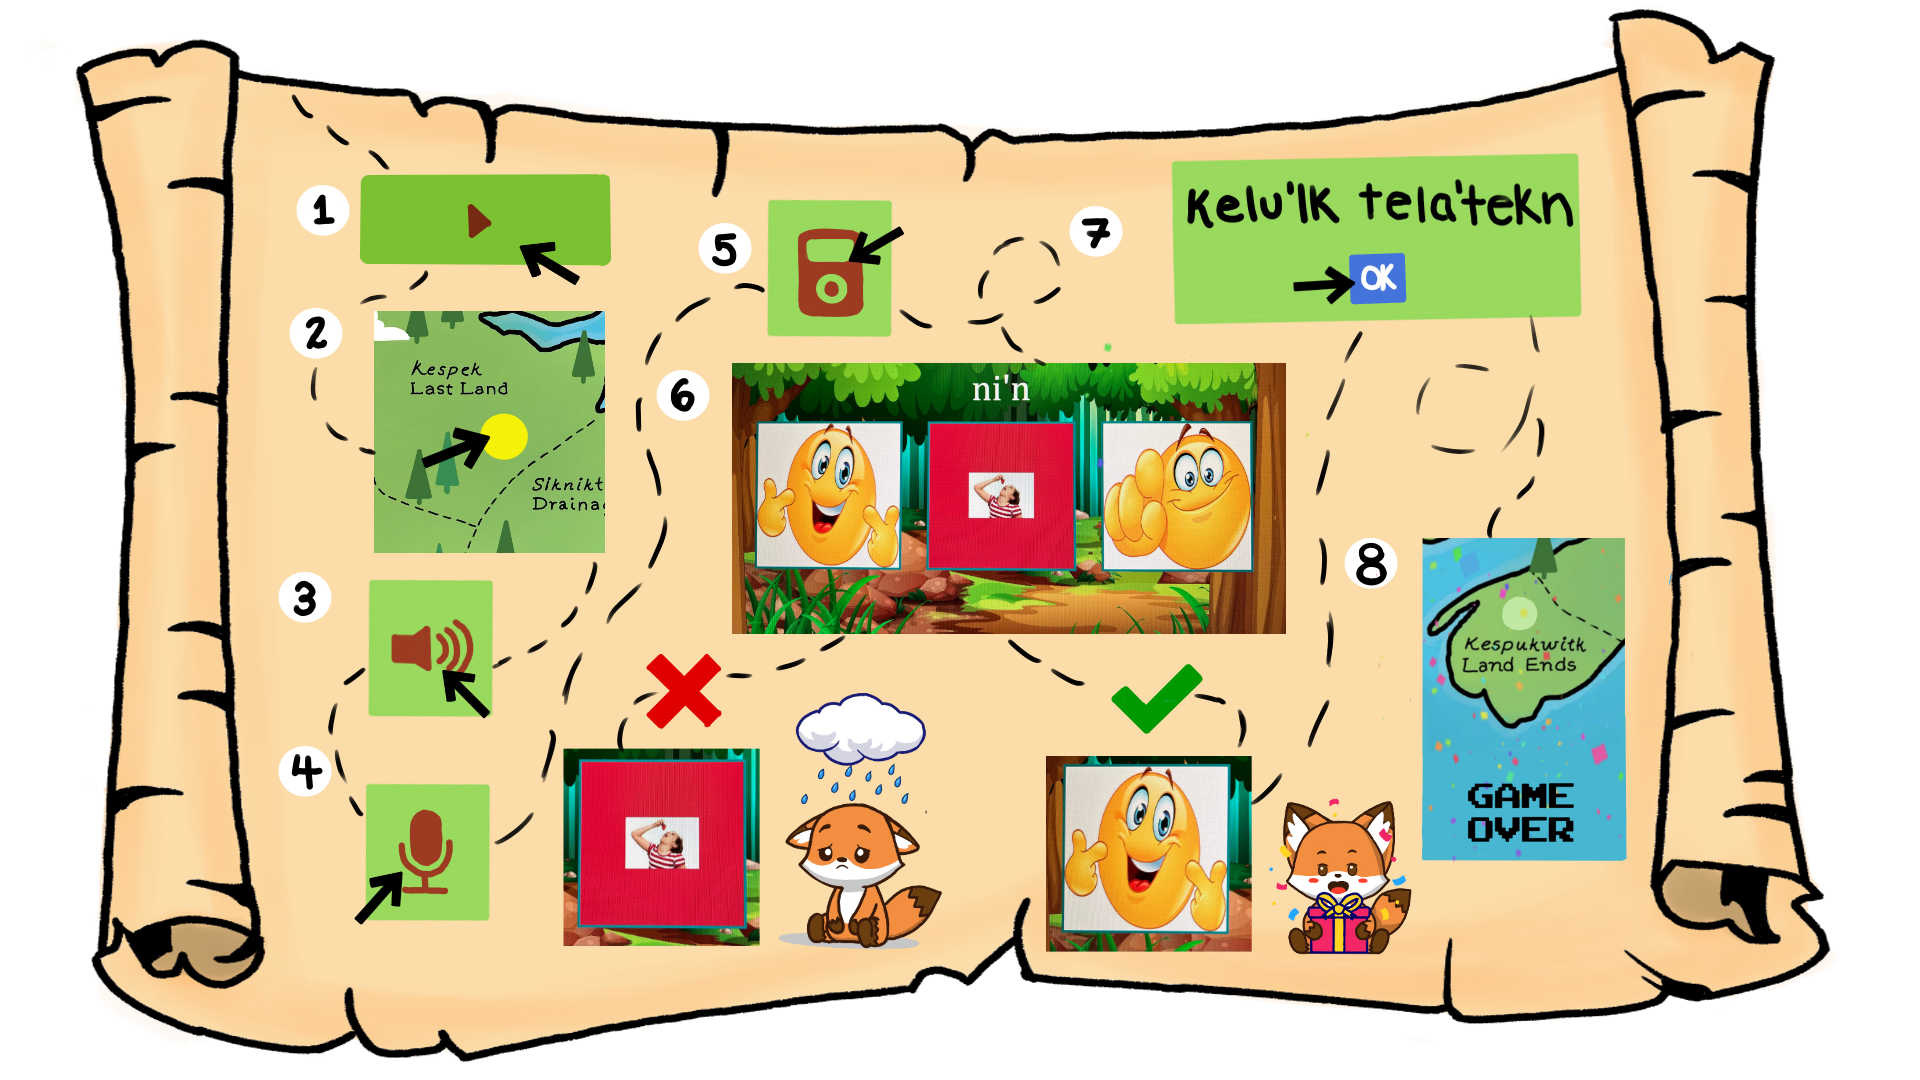 1
2
Kespek
Last Land
Siknikt
Draina
3
4
5
6
ni'n
7
Kelu'lk tela'tekn
OK
8
Kespukwitk
Land Ends
GAME
OVER